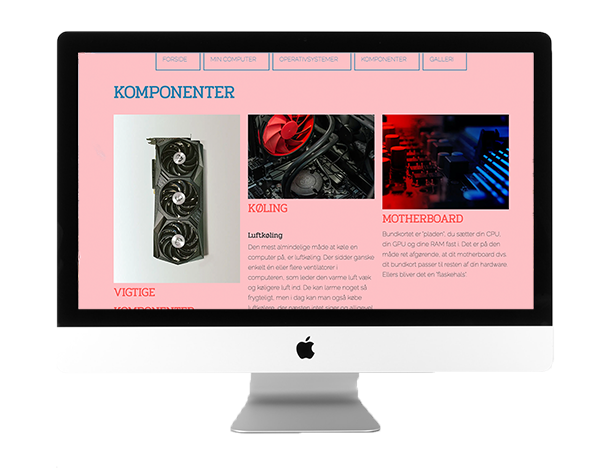 FORSIDE MIN COMPUTER OPERATIVSYSTEMER KOMPONENTER GALLERI
KOMPONENTER
VIGTIGE
KOMPONENTER
KØLING
Luftkøling
Den mest almindelige måde at køle en
computer på, er luftkøling. Der sidder ganske
enkelt én eller flere ventilatorer i
computeren, som leder den varme luft væk
og køligere luft ind. De kan larme noget så
frygteligt, men i dag kan man også købe
luftkølere, der næsten intet siger, og alligevel
MOTHERBOARD
Bundkortet er "pladen", du sætter din CPU,
din GPU og dine RAM fast i. Det er på den
måde ret afgørende, at dit motherboard dvs.
dit bundkort passer til resten af din hardware.
Ellers bliver det en "flaskehals".